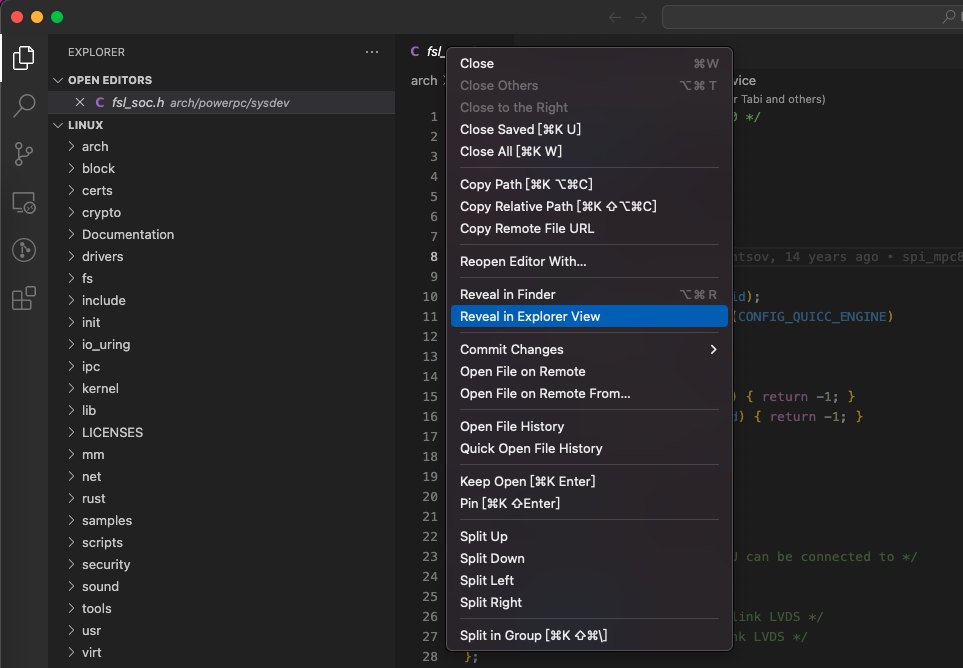 EXPLORER
OPEN EDITORS
C fsl_soc.h arch/powerpc/sysdev
LINUX
arch
block
certs
crypto
Documentation
drivers
fs
include
init
io_uring
ipc
kernel
lib
LICENSES
mm
net
rust
samples
scripts
security
sound
tools
usr
virt
C fsl_
arch
vice
r Tabi and others)
1
*/
2
3
4
5
6
7
8
ntsov, 14 years ago • spi_mpc8
9
10
id);
11
(CONFIG_QUICC_ENGINE)
12
13
14
15
) { return -1; }
16
d) { return -1; }
17
18
19
20
21
22
23
U can be connected to */
24
25
26
link LVDS */
27
nk LVDS */
28
};
Close ⌘W
Close Others ⌥⌘T
Close to the Right
Close Saved [⌘K U]
Close All [⌘K W]
Copy Path [⌘K ⌥⌘C]
Copy Relative Path [⌘K ⇧⌥⌘C]
Copy Remote File URL
Reopen Editor With...
Reveal in Finder ⌥⌘R
Reveal in Explorer View
Commit Changes
Open File on Remote
Open File on Remote From...
Open File History
Quick Open File History
Keep Open [⌘K Enter]
Pin [⌘K ⇧Enter]
Split Up
Split Down
Split Left
Split Right
Split in Group [⌘K ⇧⌘\]